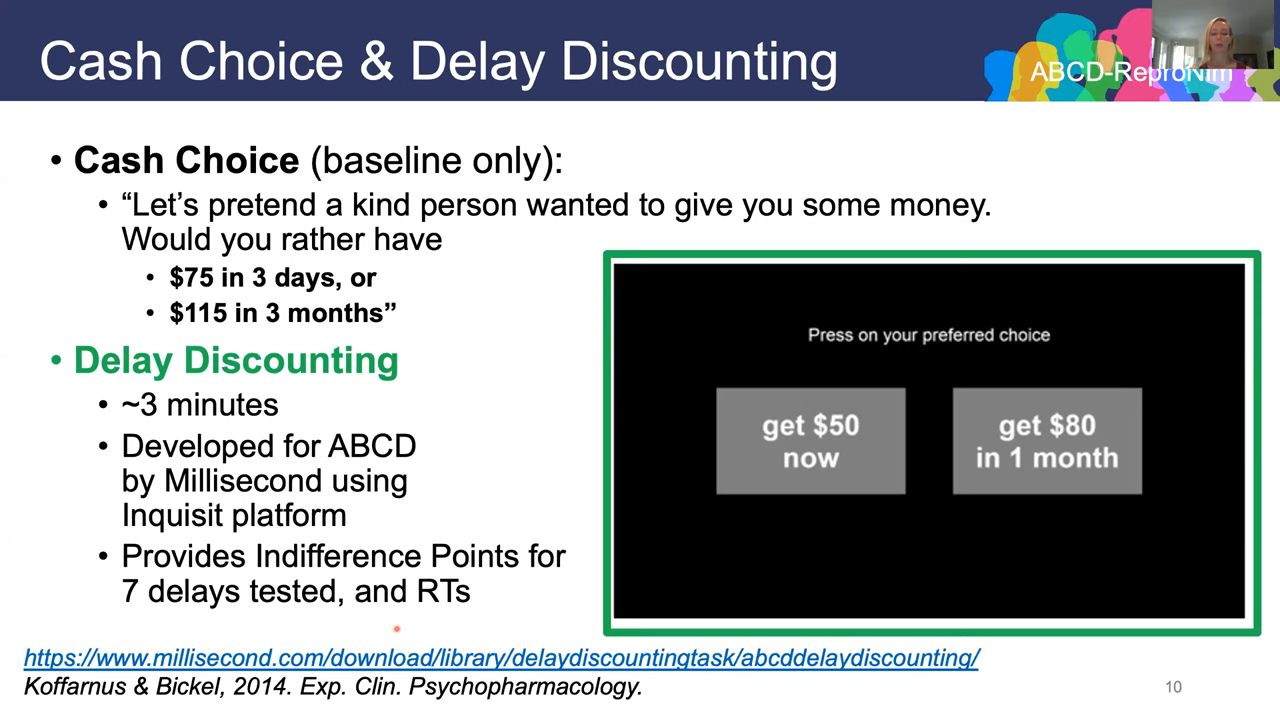 Cash Choice & Delay Discounting
ABCD-ReproNim
• Cash Choice (baseline only):
• “Let’s pretend a kind person wanted to give you some money.
Would you rather have
• $75 in 3 days, or
• $115 in 3 months”
• Delay Discounting
• ~3 minutes
• Developed for ABCD
by Millisecond using
Inquisit platform
• Provides Indifference Points for
7 delays tested, and RTs
Press on your preferred choice
get $50
now
get $80
in 1 month
https://www.millisecond.com/download/library/delaydiscountingtask/abcddelaydiscounting/
Koffarnus & Bickel, 2014. Exp. Clin. Psychopharmacology.
10